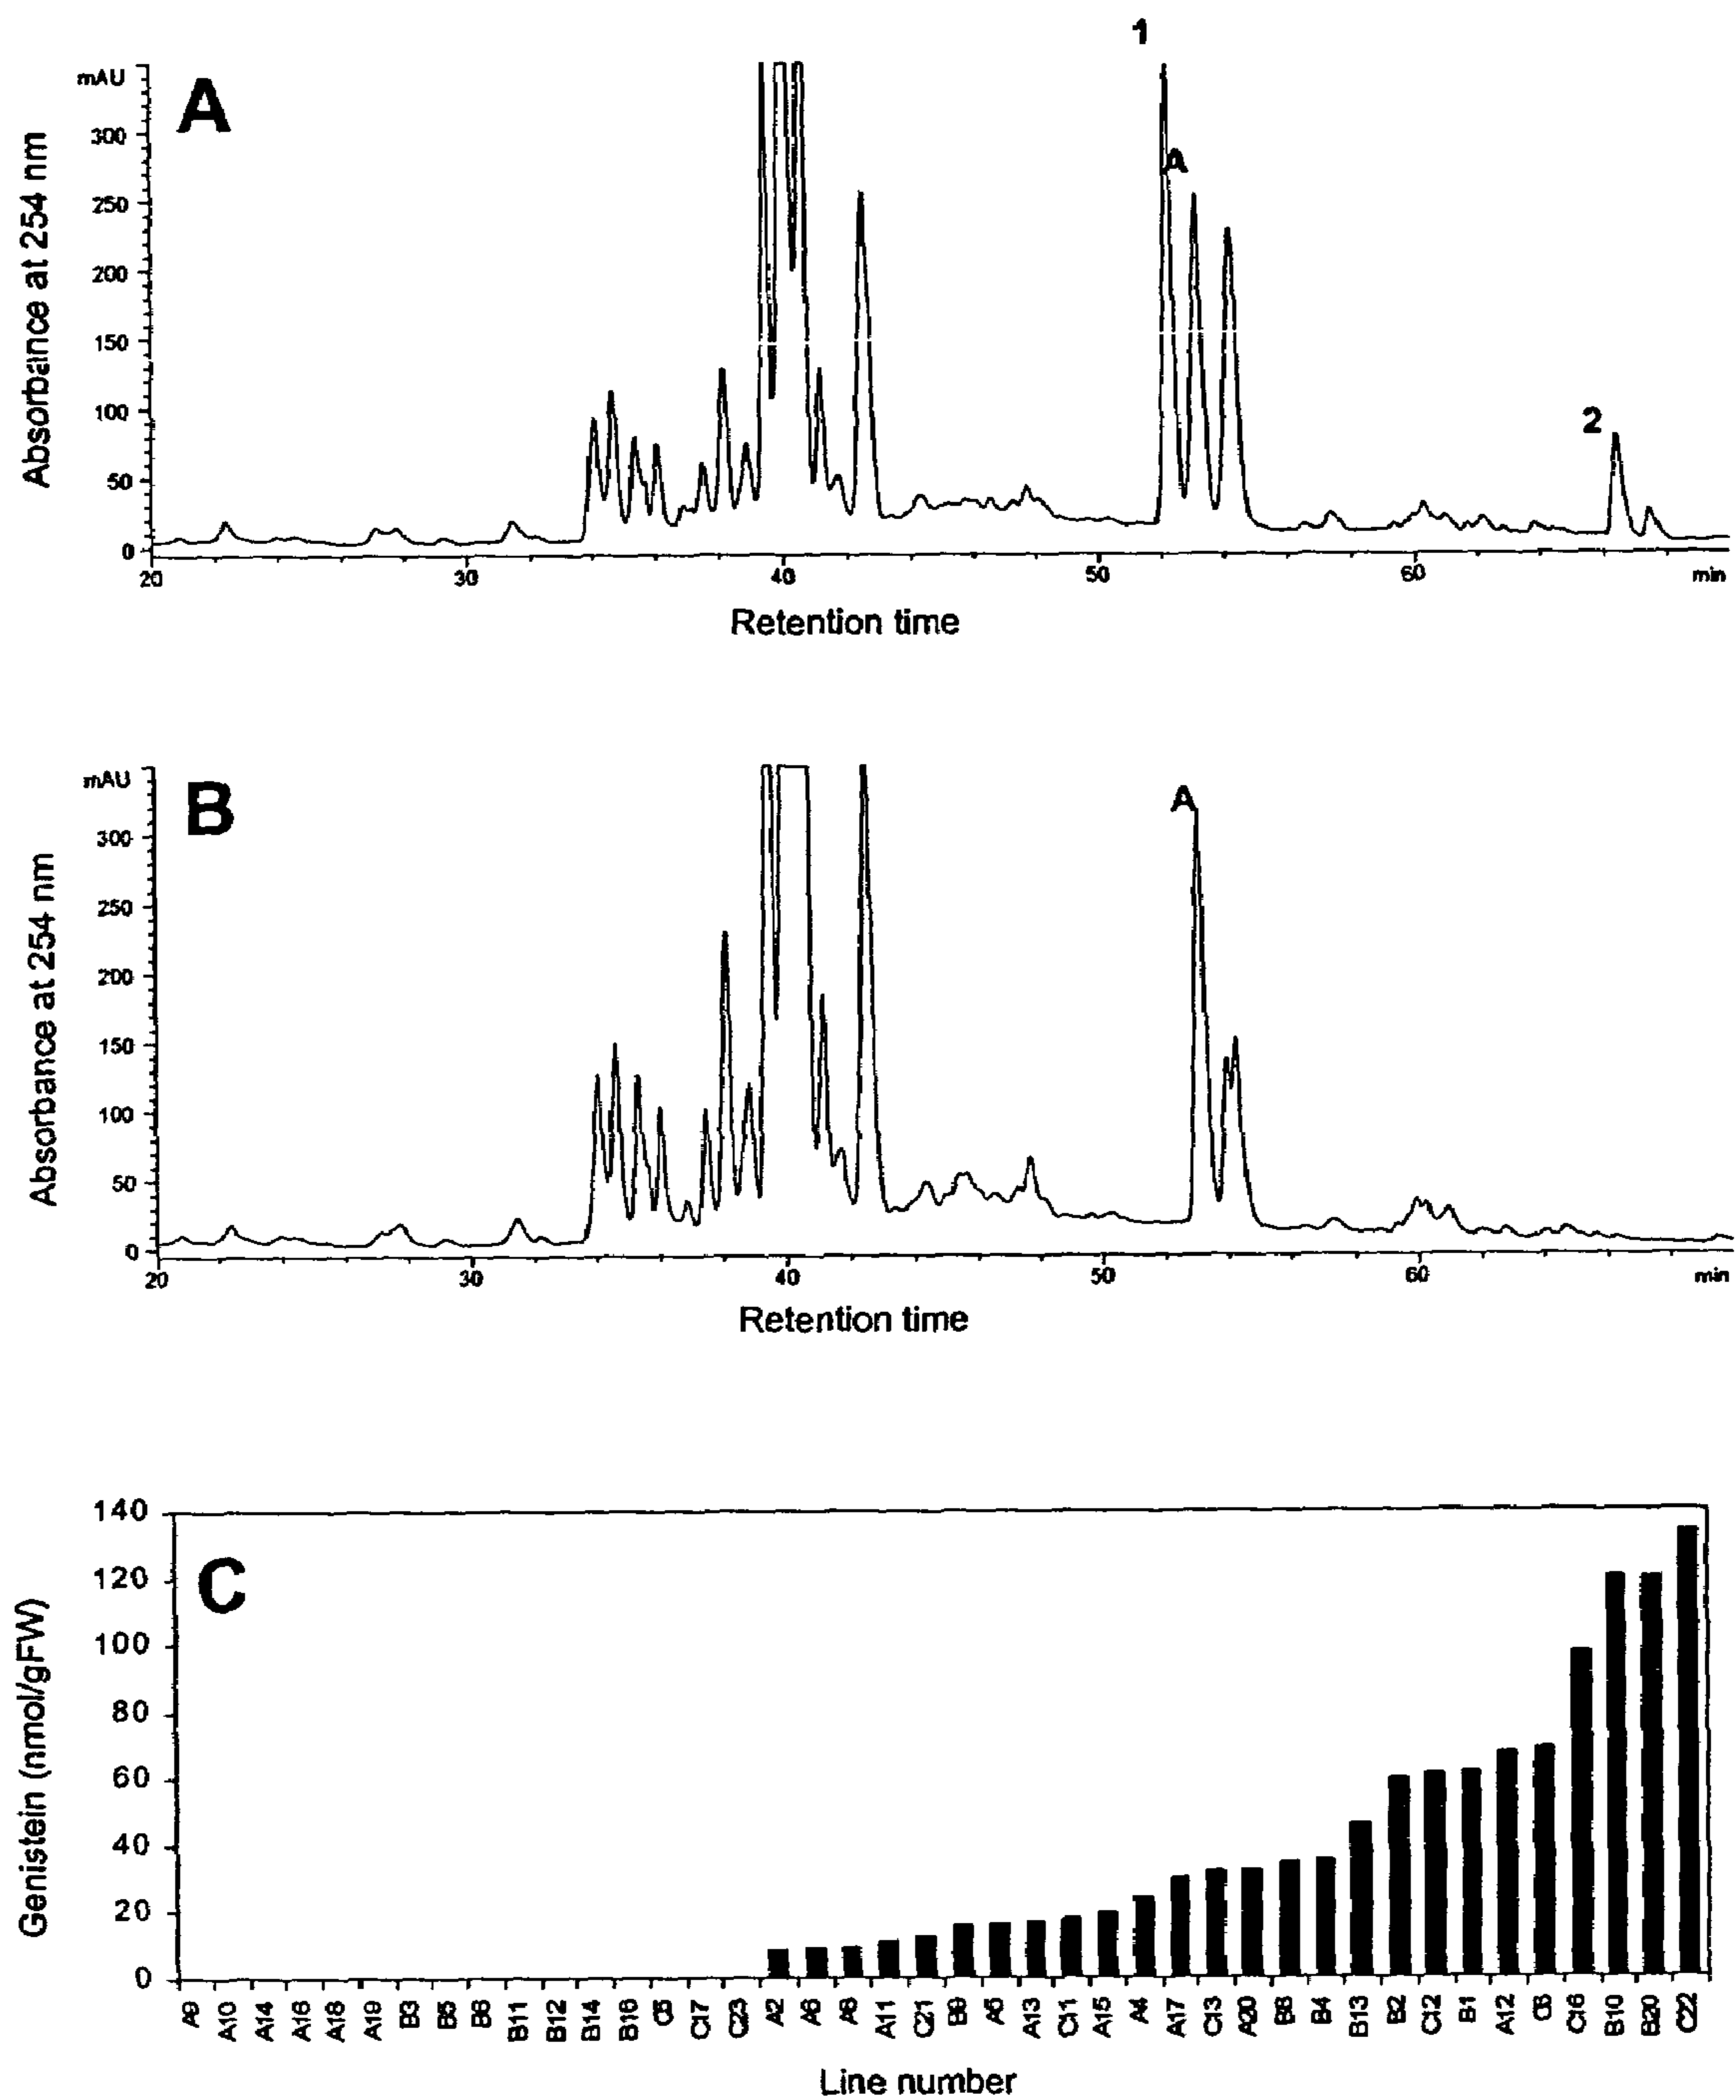 1
mAU
A
300
A
250
200
150
100
2
50
0
20 30 40 50 60 min
Absorbance at 254 nm
Retention time
mAU
B
A
300
250
200
150
100
50
0
20 30 40 50 60 min
Absorbance at 254 nm
Retention time
140
C
120
100
80
60
40
20
0
Genistein (nmol/gFW)
A9 A10 A14 A16 A18 A19 B3 B5 B6 B11 B12 B14 B16 C17 C23 A2 A11 C21 B9 A5 A13 C11 A15 A4 A17 C13 A20 B8 B4 B13 B2 C12 B1 A12 C16 B10 B20 C22
Line number